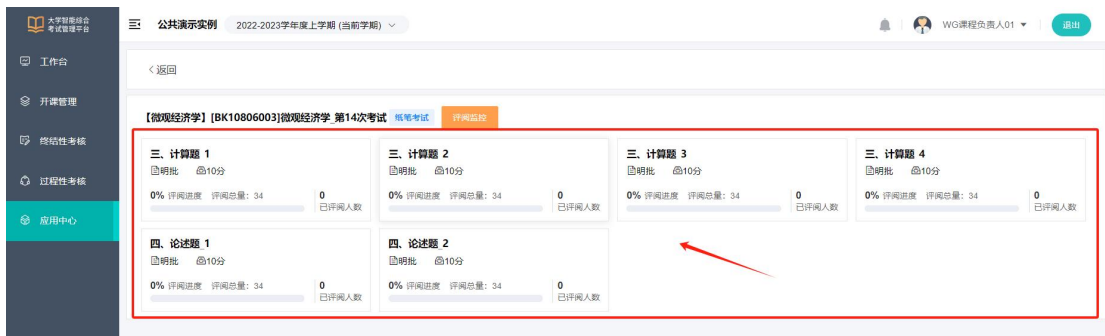 大学智能综合
考试管理平台
公共演示实例 2022-2023学年度上学期 (当前学期)
WG课程负责人01 退出
工作台
开课管理
终结性考核
过程性考核
应用中心
返回
【微观经济学】[BK10806003]微观经济学_第14次考试 纸笔考试 评阅监控
三、计算题 1
明批 10分
0% 评阅进度 评阅总量：34 0
已评阅人数
三、计算题 2
明批 10分
0% 评阅进度 评阅总量：34 0
已评阅人数
三、计算题 3
明批 10分
0% 评阅进度 评阅总量：34 0
已评阅人数
三、计算题 4
明批 10分
0% 评阅进度 评阅总量：34 0
已评阅人数
四、论述题_1
明批 10分
0% 评阅进度 评阅总量：34 0
已评阅人数
四、论述题_2
明批 10分
0% 评阅进度 评阅总量：34 0
已评阅人数